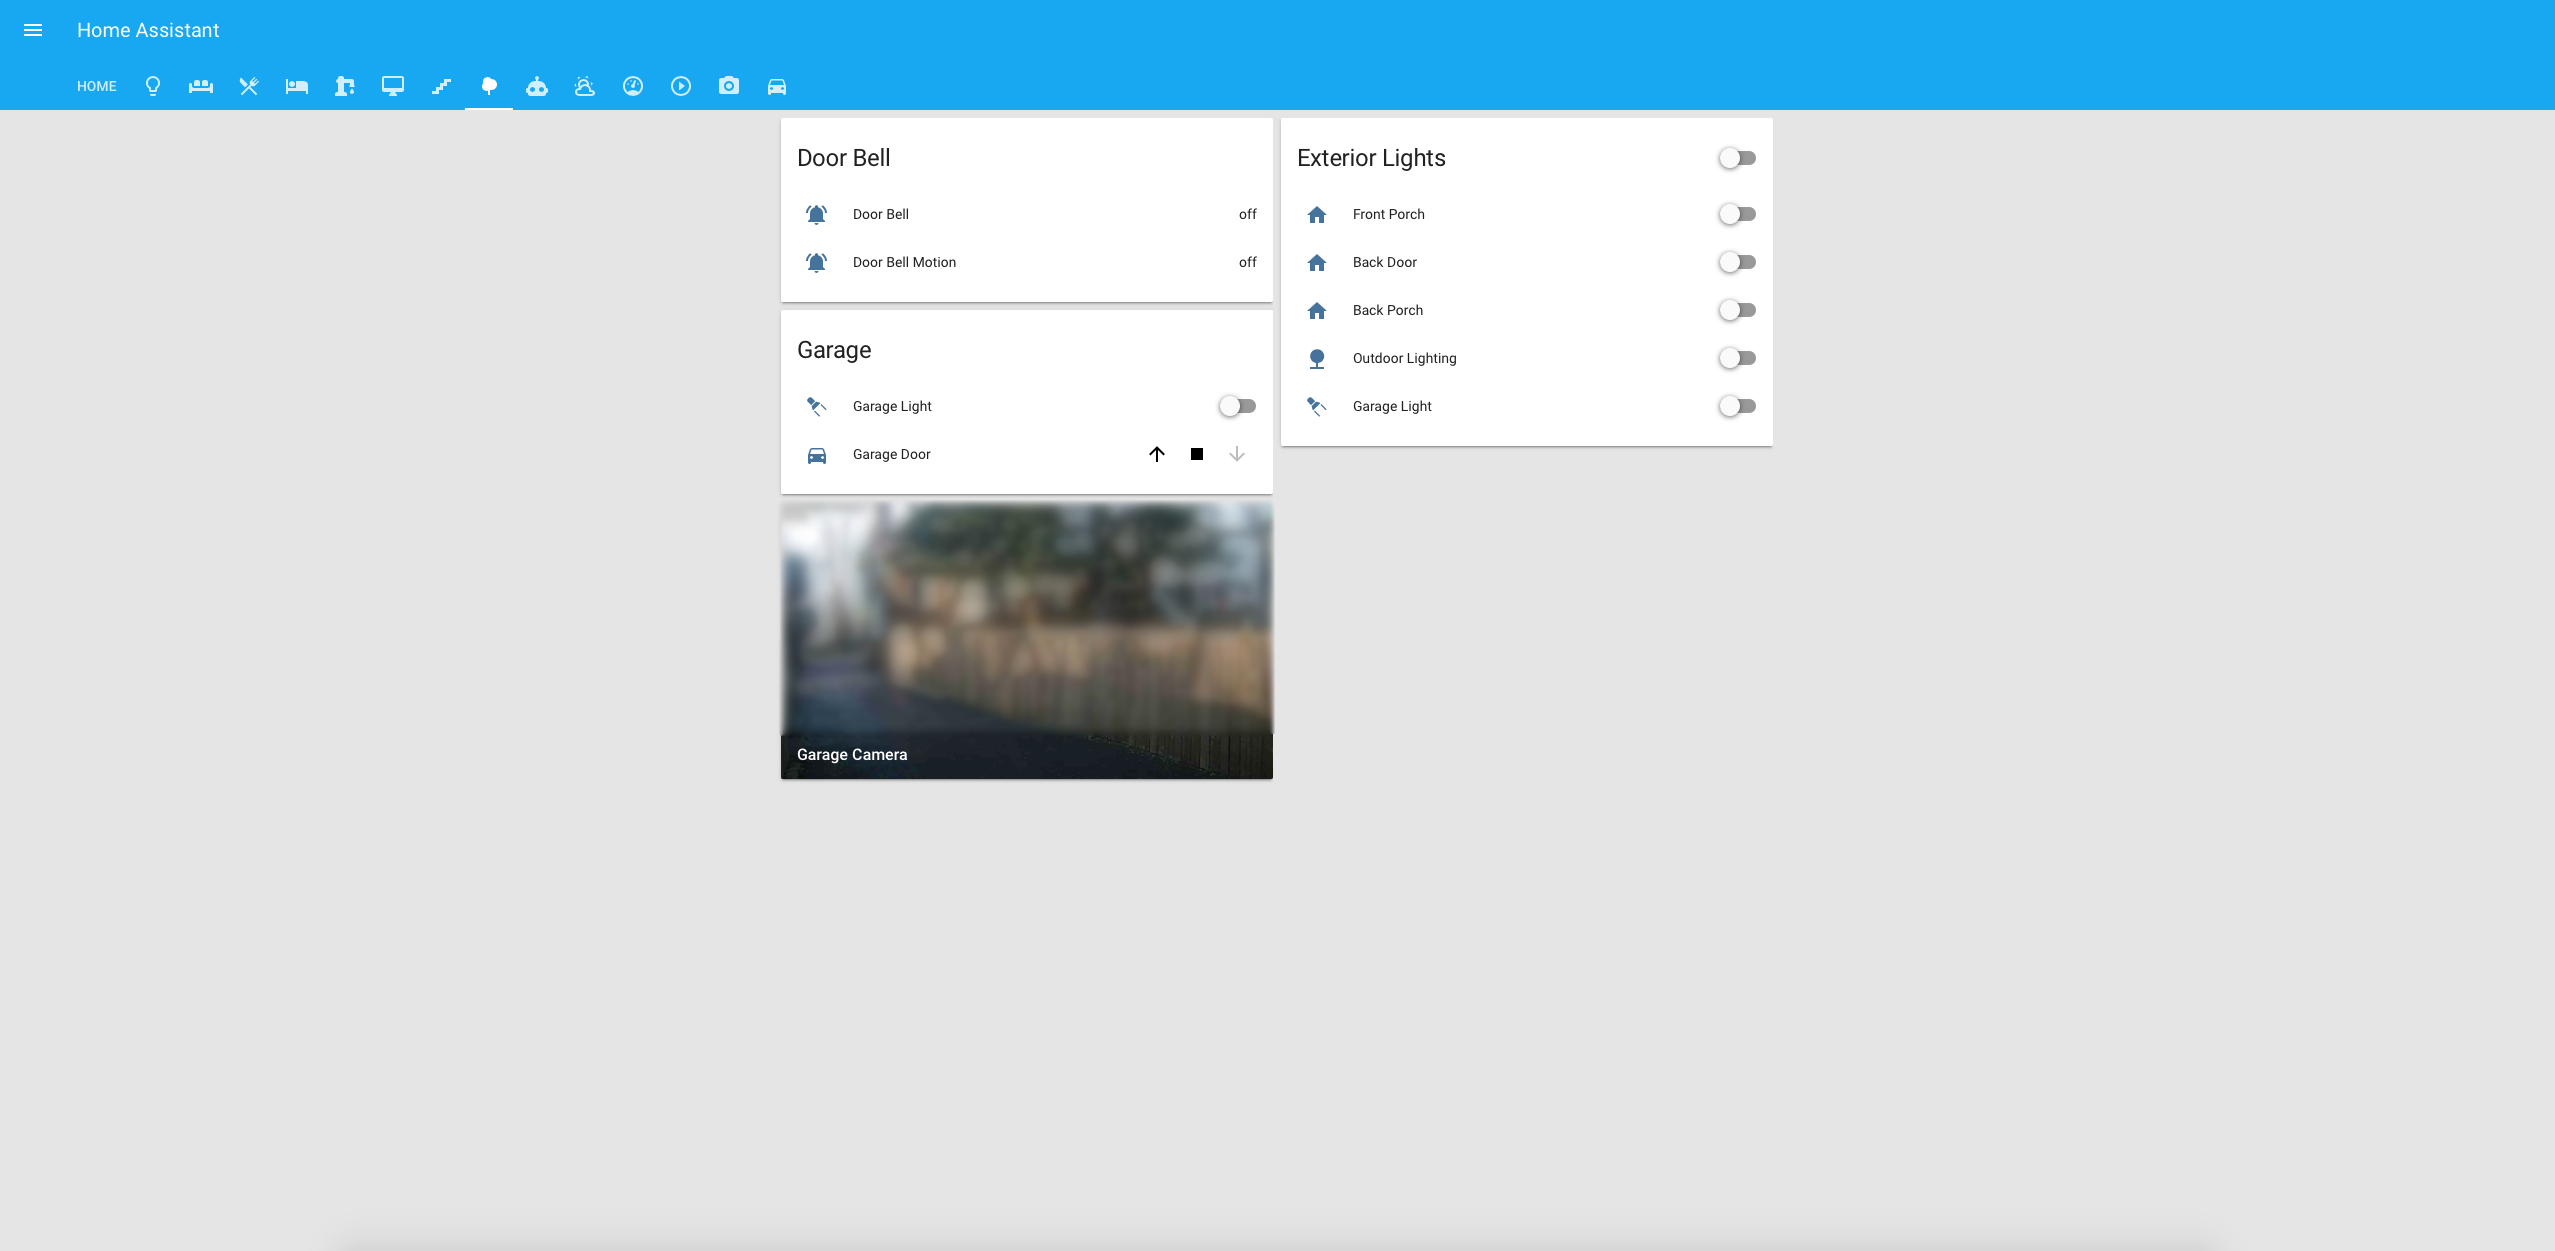 Home Assistant
HOME
Door Bell
Door Bell off
Door Bell Motion off
Garage
Garage Light
Garage Door
Garage Camera
Exterior Lights
Front Porch
Back Door
Back Porch
Outdoor Lighting
Garage Light